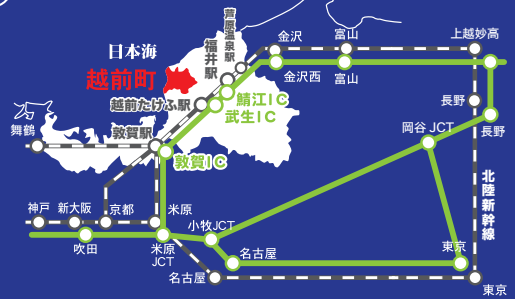 芦原温泉駅
福井駅
金沢
富山
上越妙高
日本海
越前町
金沢西
富山
越前たけふ駅
鯖江IC
武生IC
長野
舞鶴
敦賀駅
岡谷JCT
長野
敦賀IC
北陸新幹線
神戸
新大阪
京都
米原
小牧JCT
吹田
米原
JCT
名古屋
東京
名古屋
東京